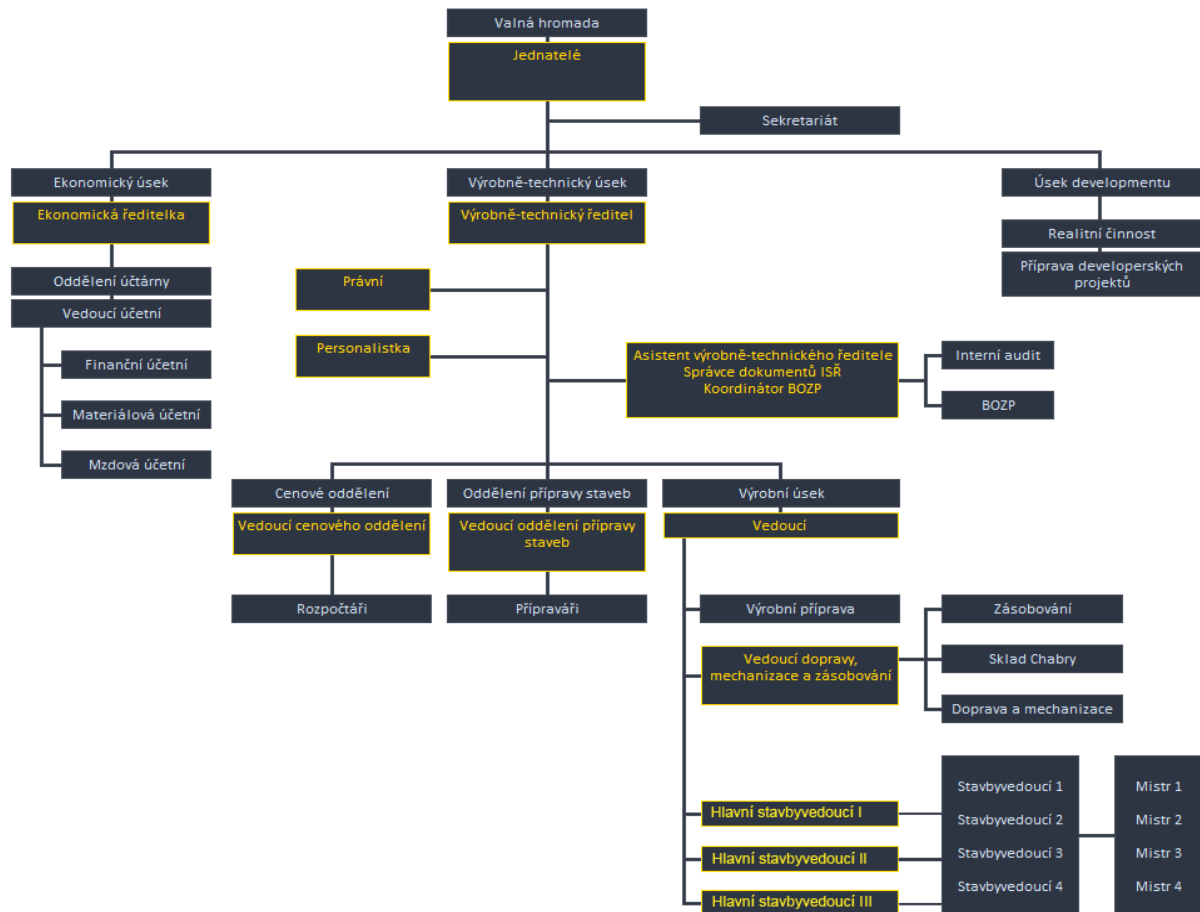 Valná hromada
Jednatelé
Sekretariát
Ekonomický úsek
Výrobně-technický úsek
Úsek developmentu
Ekonomická ředitelka
Výrobně-technický ředitel
Realitní činnost
Příprava developerských
projektů
Oddělení účtárny
Vedoucí účetní
Finanční účetní
Materiálová účetní
Mzdová účetní
Právní
Personalistka
Asistent výrobně-technického ředitele
Správce dokumentů ISŘ
Koordinátor BOZP
Interní audit
BOZP
Cenové oddělení
Oddělení přípravy staveb
Výrobní úsek
Vedoucí cenového oddělení
Vedoucí oddělení přípravy
staveb
Vedoucí
Rozpočtáři
Přípraváři
Výrobní příprava
Vedoucí dopravy,
mechanizace a zásobování
Zásobování
Sklad Chabry
Doprava a mechanizace
Hlavní stavbyvedoucí I
Hlavní stavbyvedoucí II
Hlavní stavbyvedoucí III
Stavbyvedoucí 1
Stavbyvedoucí 2
Stavbyvedoucí 3
Stavbyvedoucí 4
Mistr 1
Mistr 2
Mistr 3
Mistr 4